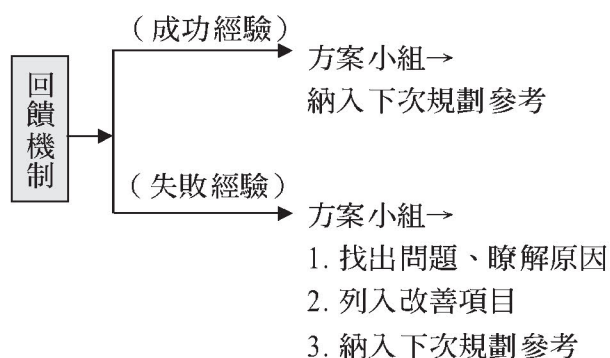 回饋機制
（成功經驗）
方案小組→
納入下次規劃參考
（失敗經驗）
方案小組→
1. 找出問題、瞭解原因
2. 列入改善項目
3. 納入下次規劃參考